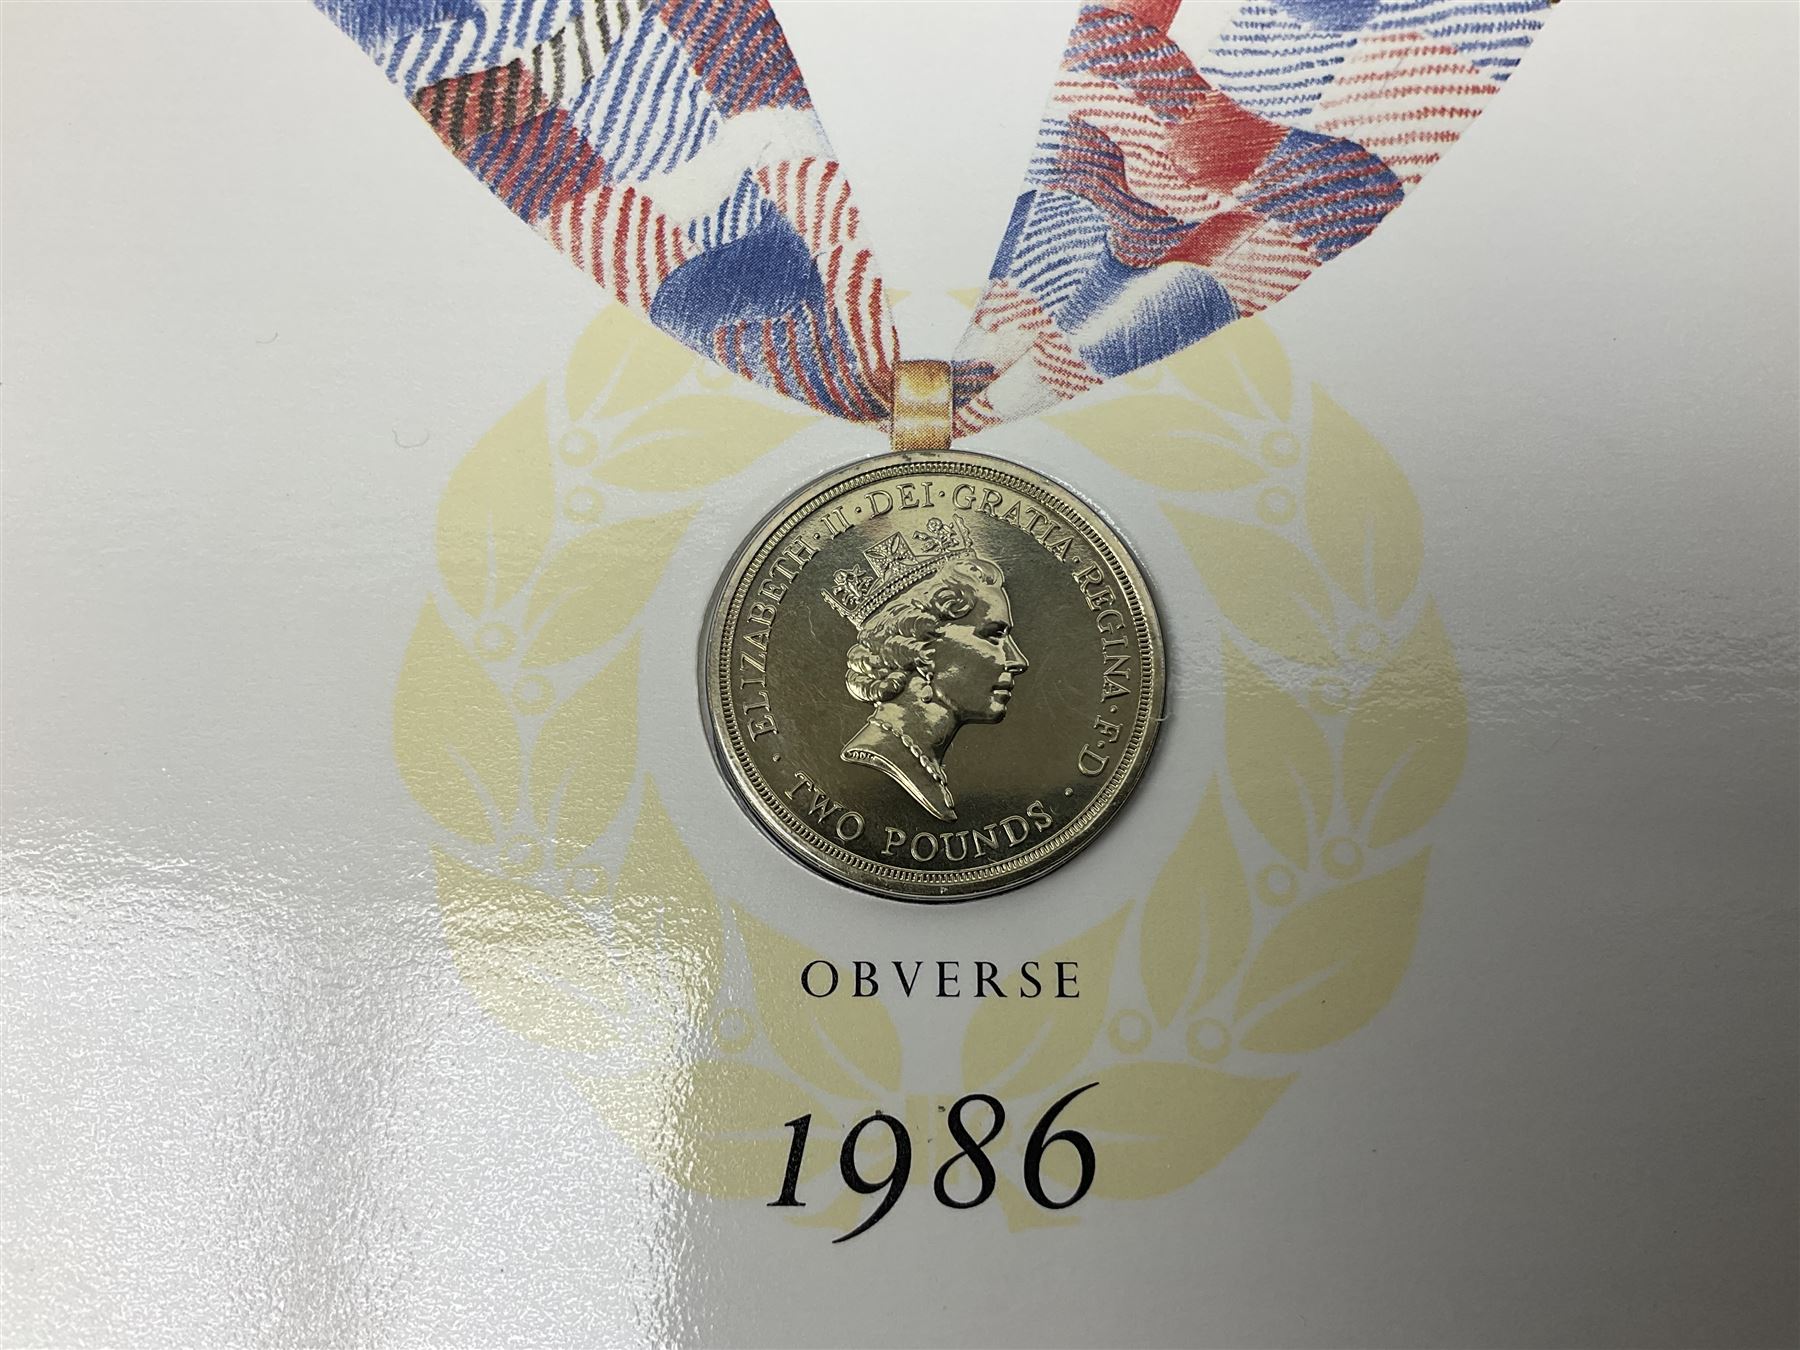 · ELIZABETH · II · DEI · GRATIA · REGINA · F · D ·
TWO POUNDS
OBVERSE
1986